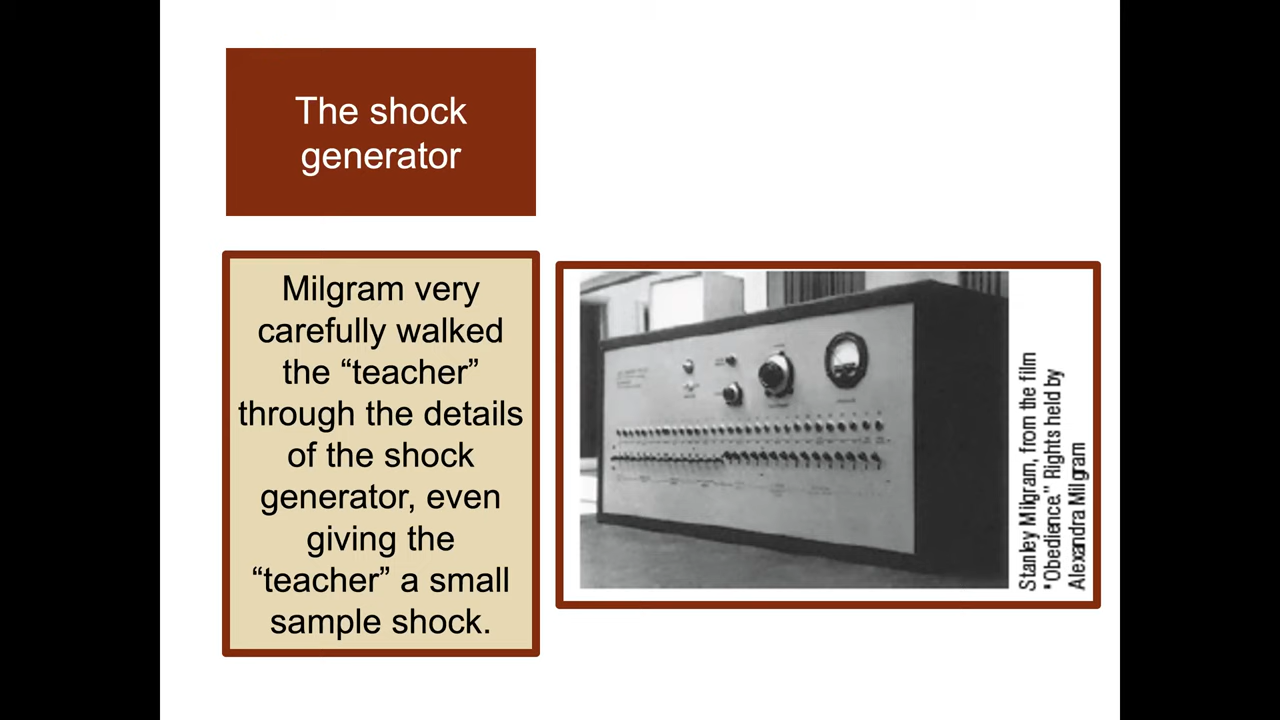 The shock
generator
Milgram very
carefully walked
the “teacher”
through the details
of the shock
generator, even
giving the
“teacher” a small
sample shock.
Stanley Milgram, from the film
"Obedience." Rights held by
Alexandra Milgram